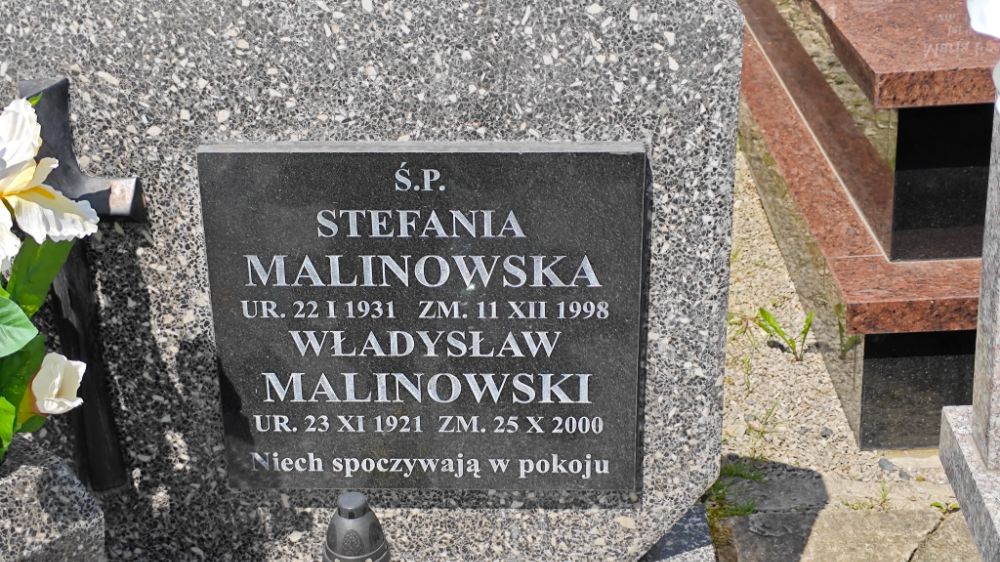 Ś.P.
STEFANIA
MALINOWSKA
UR. 22 I 1931 ZM. 11 XII 1998
WŁADYSŁAW
MALINOWSKI
UR. 23 XI 1921 ZM. 25 X 2000
Niech spoczywają w pokoju